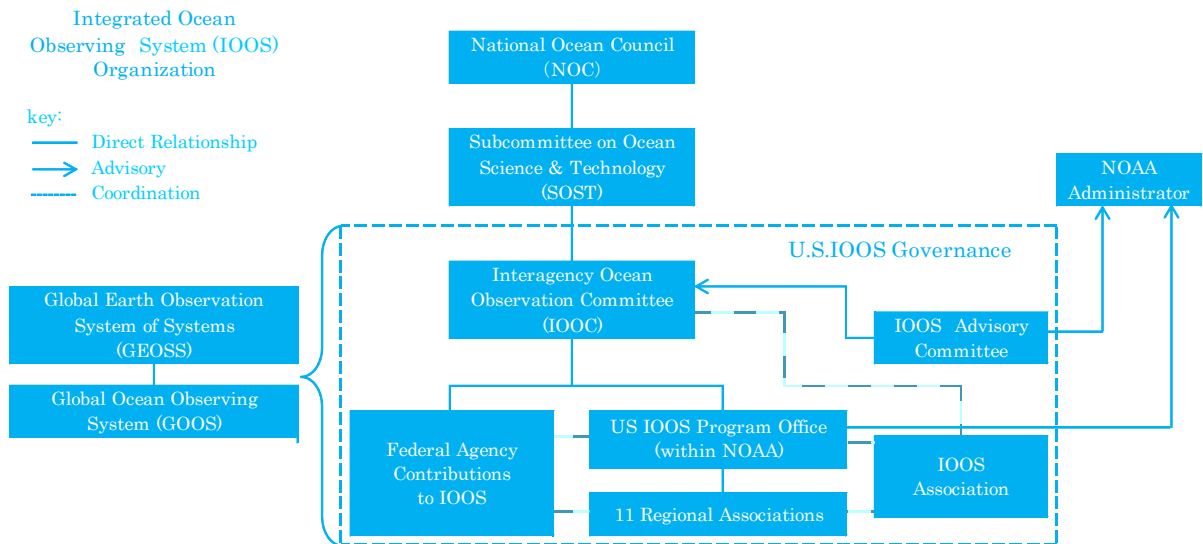 Integrated Ocean
Observing System (IOOS)
Organization
key:
Direct Relationship
Advisory
Coordination
National Ocean Council
(NOC)
Subcommittee on Ocean
Science & Technology
(SOST)
NOAA
Administrator
U.S.IOOS Governance
Interagency Ocean
Observation Committee
(IOOC)
Global Earth Observation
System of Systems
(GEOSS)
Global Ocean Observing
System (GOOS)
IOOS Advisory
Committee
Federal Agency
Contributions
to IOOS
US IOOS Program Office
(within NOAA)
11 Regional Associations
IOOS
Association